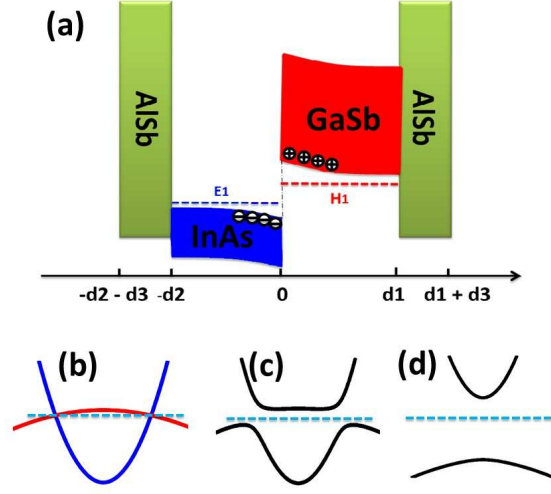 (a)
AlSb
GaSb
AlSb
E1
H1
InAs
-d2 - d3
-d2
0
d1
d1 + d3
(b)
(c)
(d)